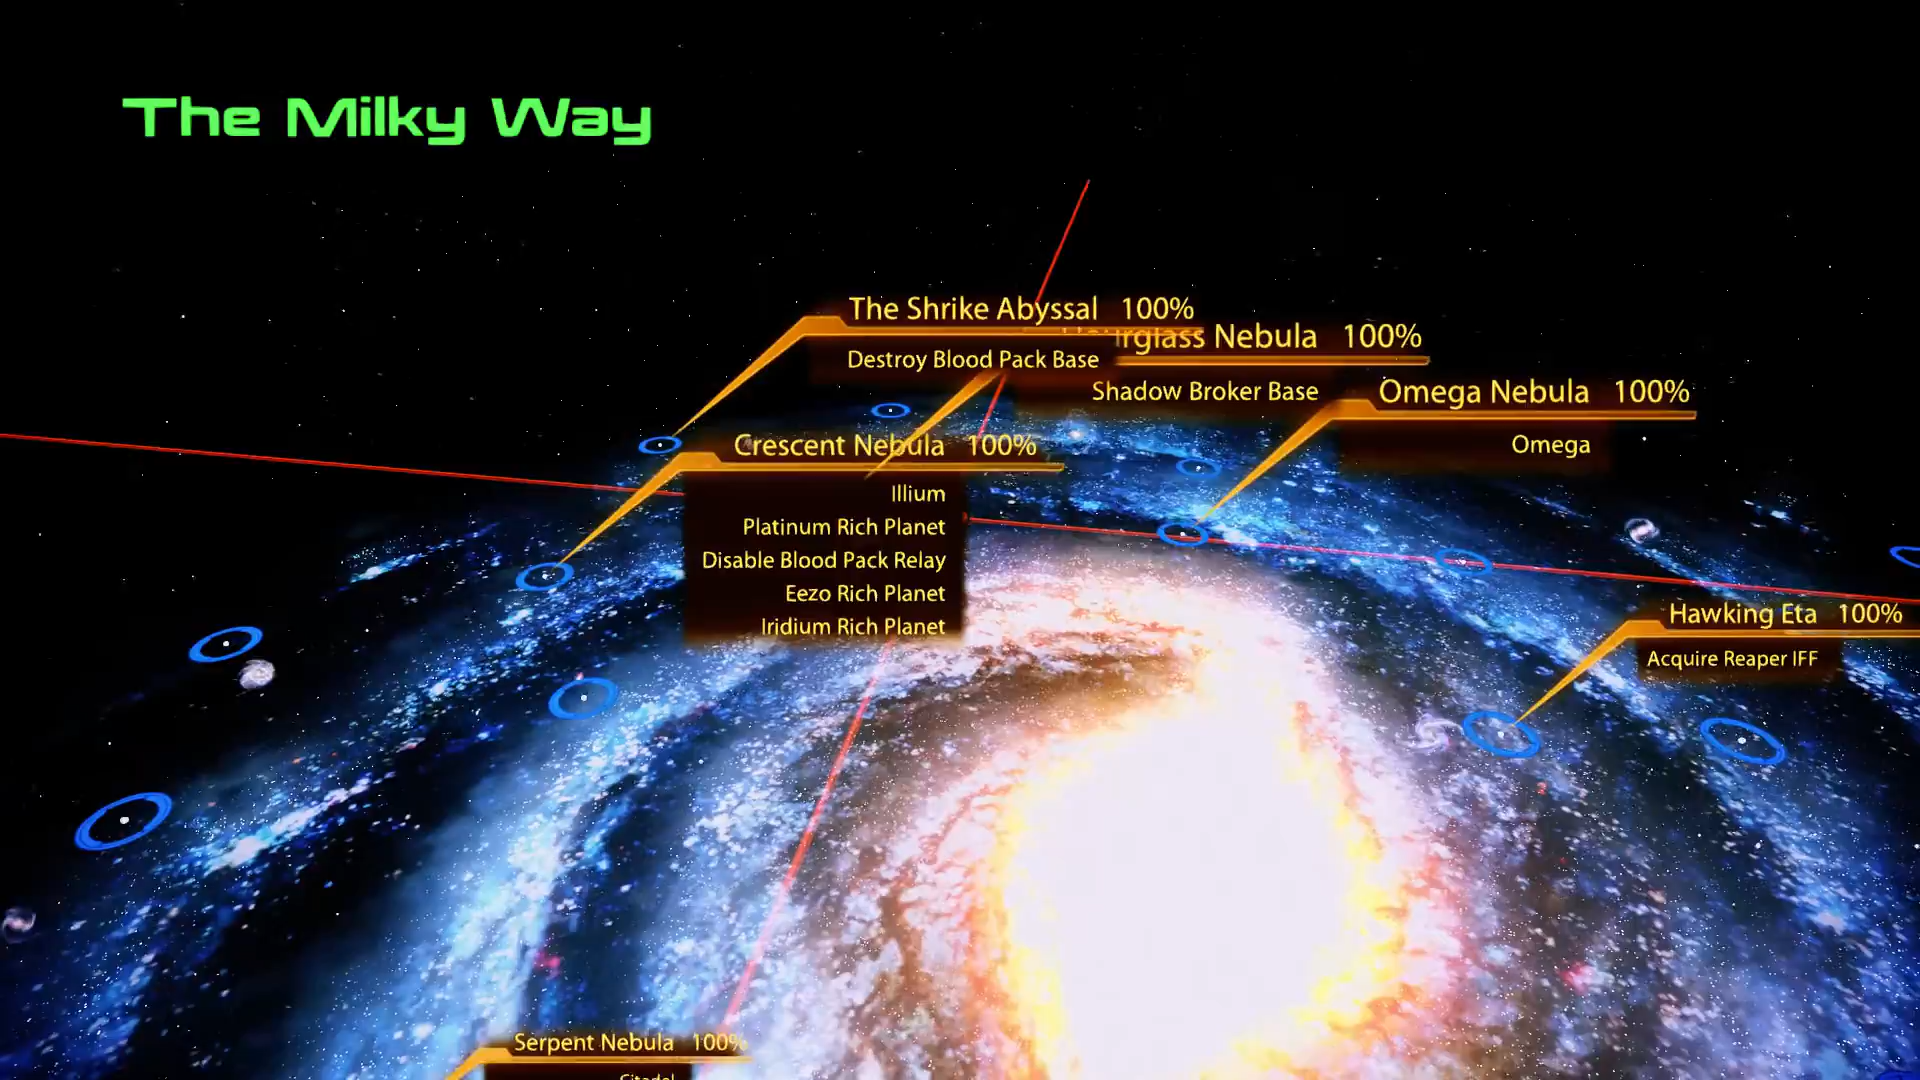 The Milky Way
The Shrike Abyssal 100%
Destroy Blood Pack Base
Nebula 100%
Shadow Broker Base
Omega Nebula 100%
Omega
Crescent Nebula 100%
Illium
Platinum Rich Planet
Disable Blood Pack Relay
Eezo Rich Planet
Iridium Rich Planet
Hawking Eta 100%
Acquire Reaper IFF
Serpent Nebula 100%